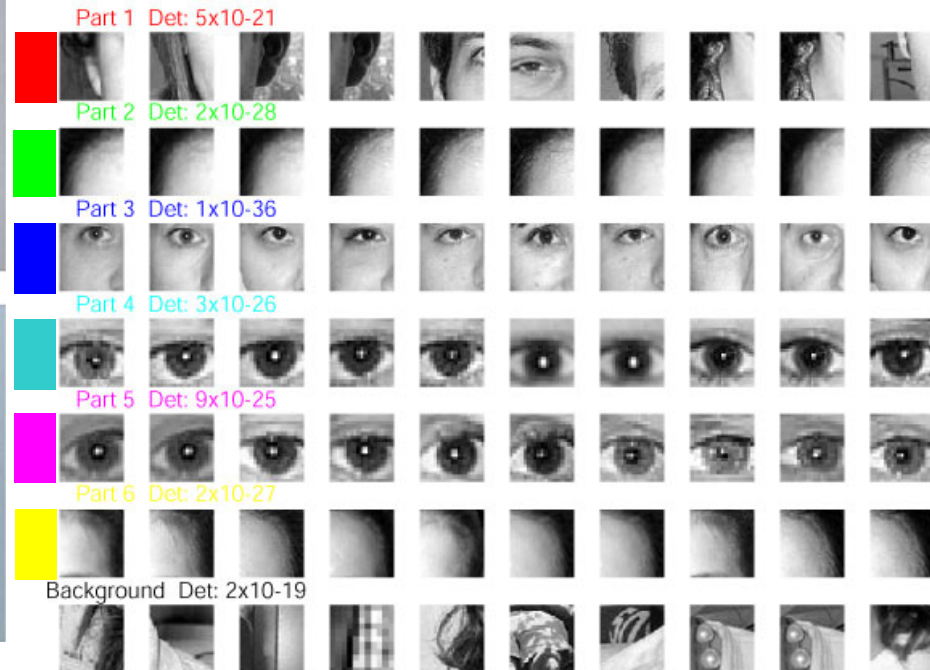 Part 1 Det: 5x10-21
Part 2 Det: 2x10-28
Part 3 Det: 1x10-36
Part 4 Det: 3x10-26
Part 5 Det: 9x10-25
Part 6 Det: 2x10-27
Background Det: 2x10-19